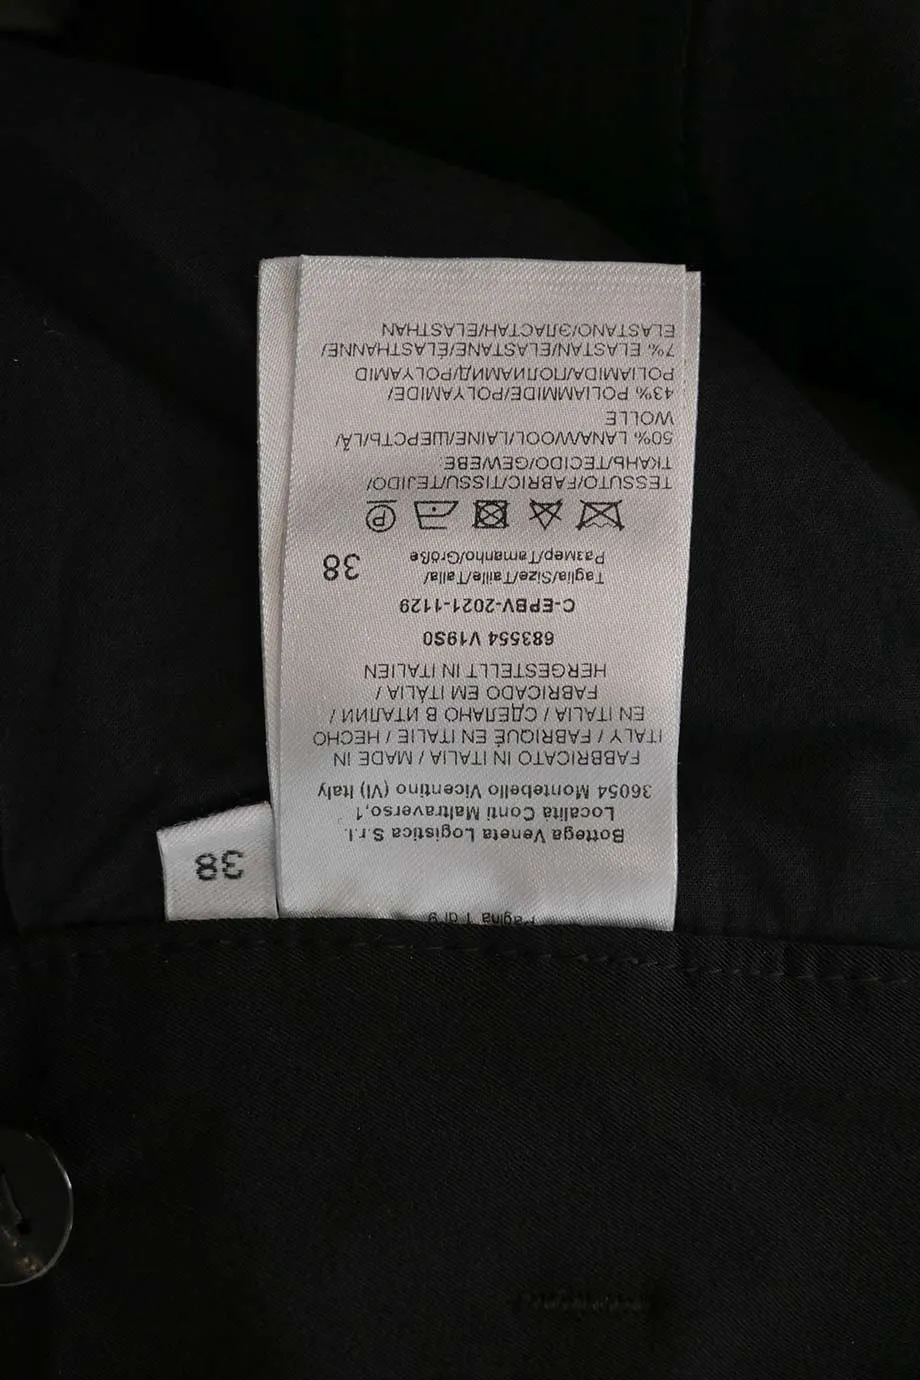 Pagina 1 di 9
Bottega Veneta Logistica S.r.l.
Località Conti Maltraverso,1
36054 Montebello Vicentino (VI) Italy
FABBRICATO IN ITALIA / MADE IN
ITALY / FABRIQUÉ EN ITALIE / HECHO
EN ITALIA / СДЕЛАНО В ИТАЛИИ /
FABRICADO EM ITÁLIA /
HERGESTELLT IN ITALIEN
683554 V19S0
C-EPBV-2021-1129
Taglia/Size/Taille/Talla/
Размер/Tamanho/Größe 38
P
TESSUTO/FABRIC/TISSU/TEJIDO/
ТКАНЬ/TECIDO/GEWEBE:
50% LANA/WOOL/LAINE/ШЕРСТЬ/LÃ/
WOLLE
43% POLIAMMIDE/POLYAMIDE/
POLIAMIDA/ПОЛИАМИД/POLYAMID
7% ELASTAN/ELASTANE/ÉLASTHANNE/
ELASTANO/ЭЛАСТАН/ELASTHAN
38